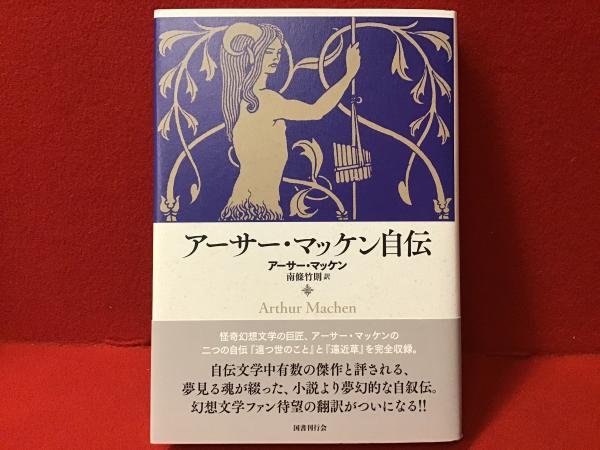 アーサー・マッケン自伝
アーサー・マッケン
南條竹則 訳
Arthur Machen
怪奇幻想文学の巨匠、アーサー・マッケンの
二つの自伝『遠つ世のこと』と『遠近草』を完全収録。
自伝文学中有数の傑作と評される、
夢見る魂が綴った、小説より夢幻的な自叙伝。
幻想文学ファン待望の翻訳がついになる!!
国書刊行会